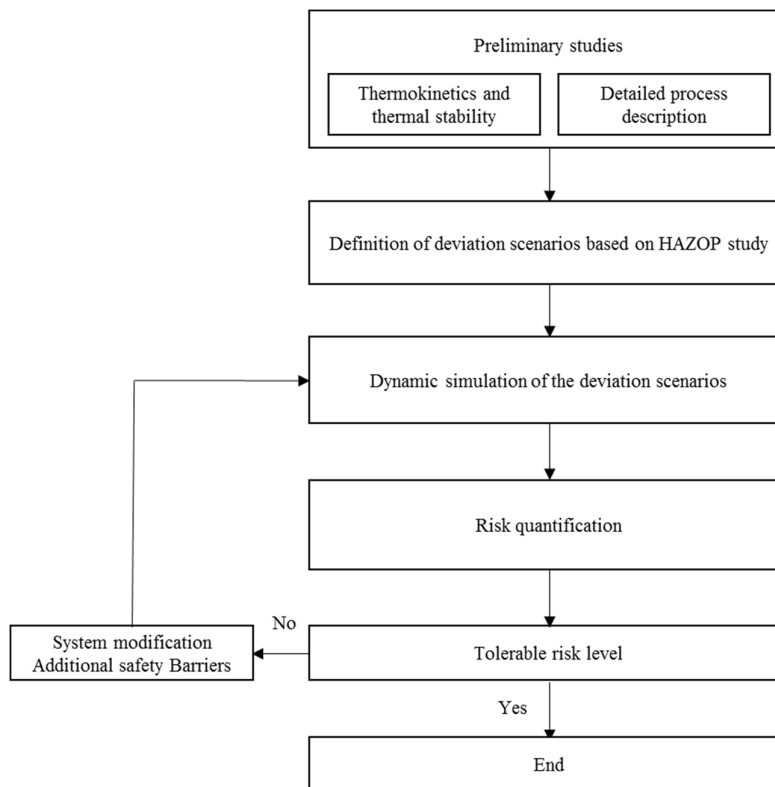 Preliminary studies
Thermokinetics and
thermal stability
Detailed process
description
Definition of deviation scenarios based on HAZOP study
Dynamic simulation of the deviation scenarios
Risk quantification
No
System modification
Additional safety Barriers
Tolerable risk level
Yes
End